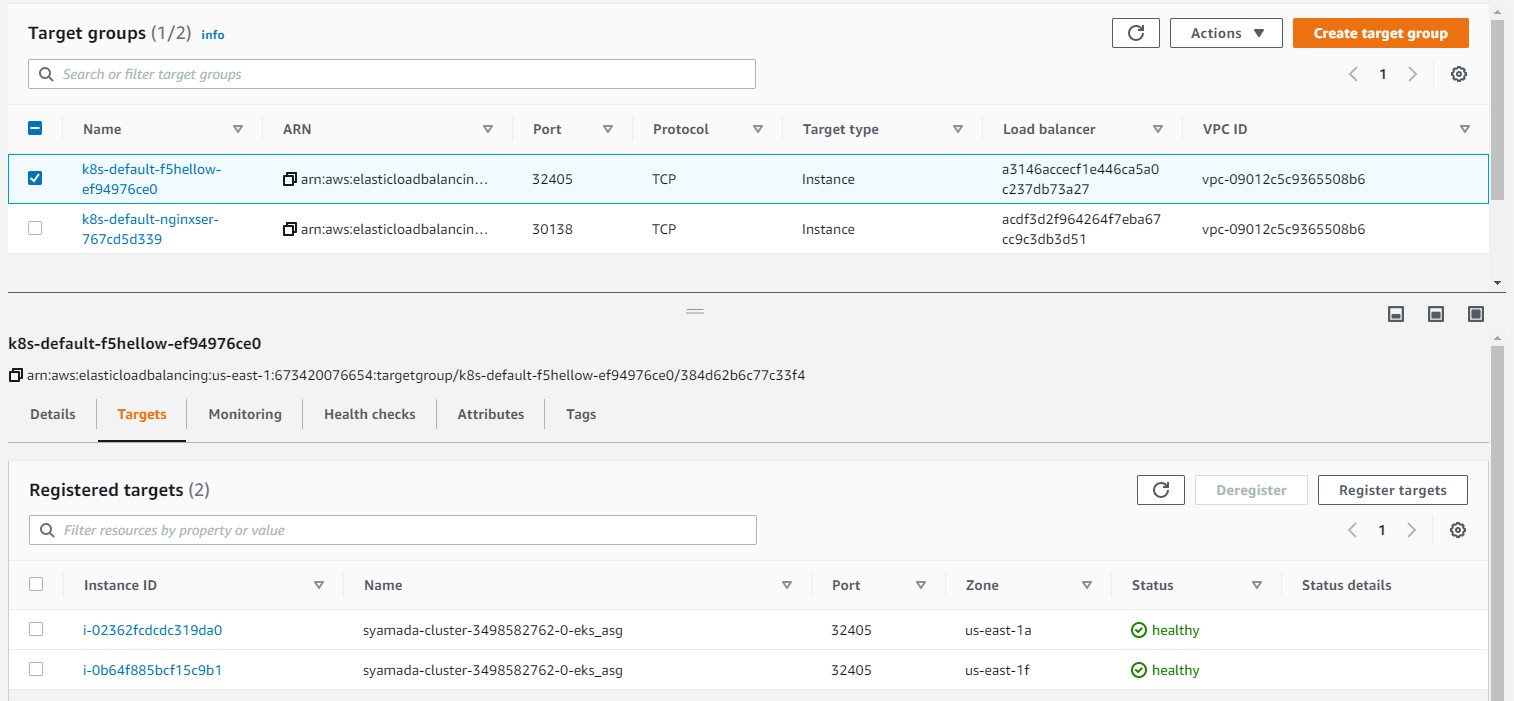 Target groups (1/2) info
Actions
Create target group
Search or filter target groups
1
Name ARN Port Protocol Target type Load balancer VPC ID
k8s-default-f5hellow-
ef94976ce0
arn:aws:elasticloadbalancin...
32405
TCP
Instance
a3146accecf1e446ca5a0
c237db73a27
vpc-09012c5c9365508b6
k8s-default-nginxser-
767cd5d339
arn:aws:elasticloadbalancin...
30138
TCP
Instance
acdf3d2f964264f7eba67
cc9c3db3d51
vpc-09012c5c9365508b6
k8s-default-f5hellow-ef94976ce0
arn:aws:elasticloadbalancing:us-east-1:673420076654:targetgroup/k8s-default-f5hellow-ef94976ce0/384d62b6c77c33f4
Details Targets Monitoring Health checks Attributes Tags
Registered targets (2)
Deregister
Register targets
Filter resources by property or value
1
Instance ID Name Port Zone Status Status details
i-02362fcdcdc319da0 syamada-cluster-3498582762-0-eks_asg 32405 us-east-1a healthy
i-0b64f885bcf15c9b1 syamada-cluster-3498582762-0-eks_asg 32405 us-east-1f healthy